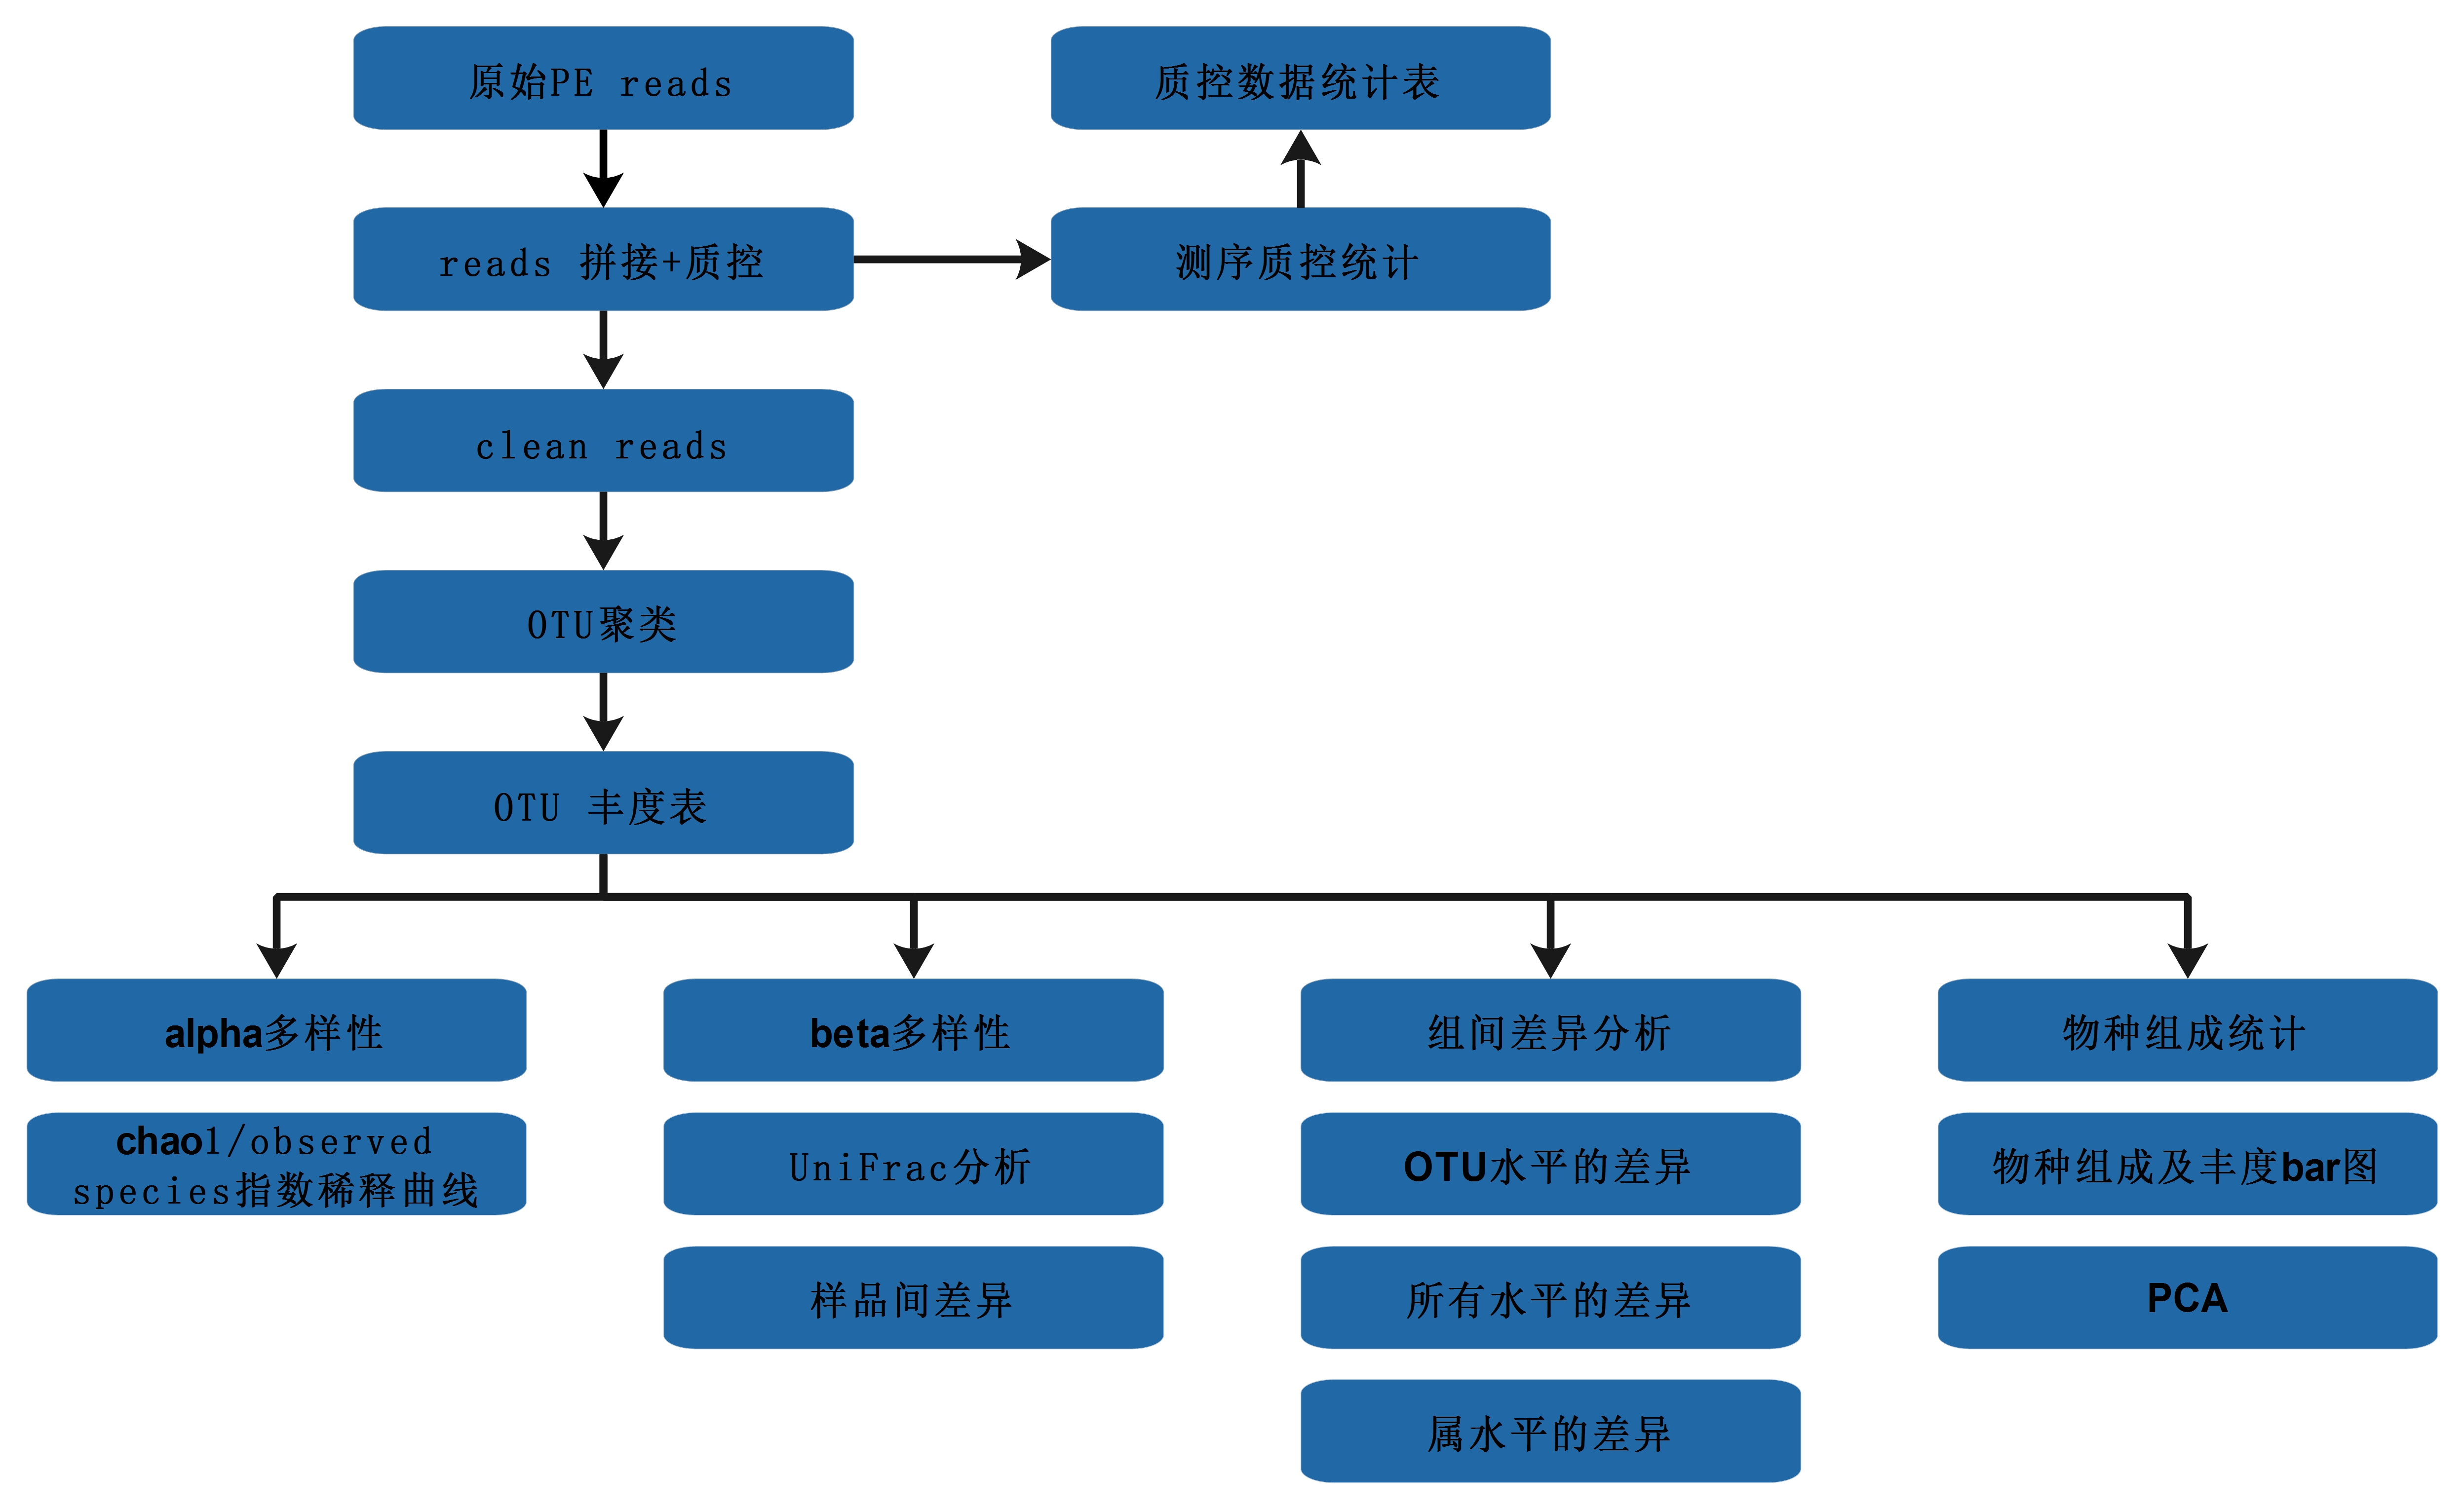 原始PE reads
质控数据统计表
reads 拼接+质控
测序质控统计
clean reads
OTU聚类
OTU 丰度表
alpha多样性
beta多样性
组间差异分析
物种组成统计
chao1/observed
species指数稀释曲线
UniFrac分析
OTU水平的差异
物种组成及丰度bar图
样品间差异
所有水平的差异
PCA
属水平的差异